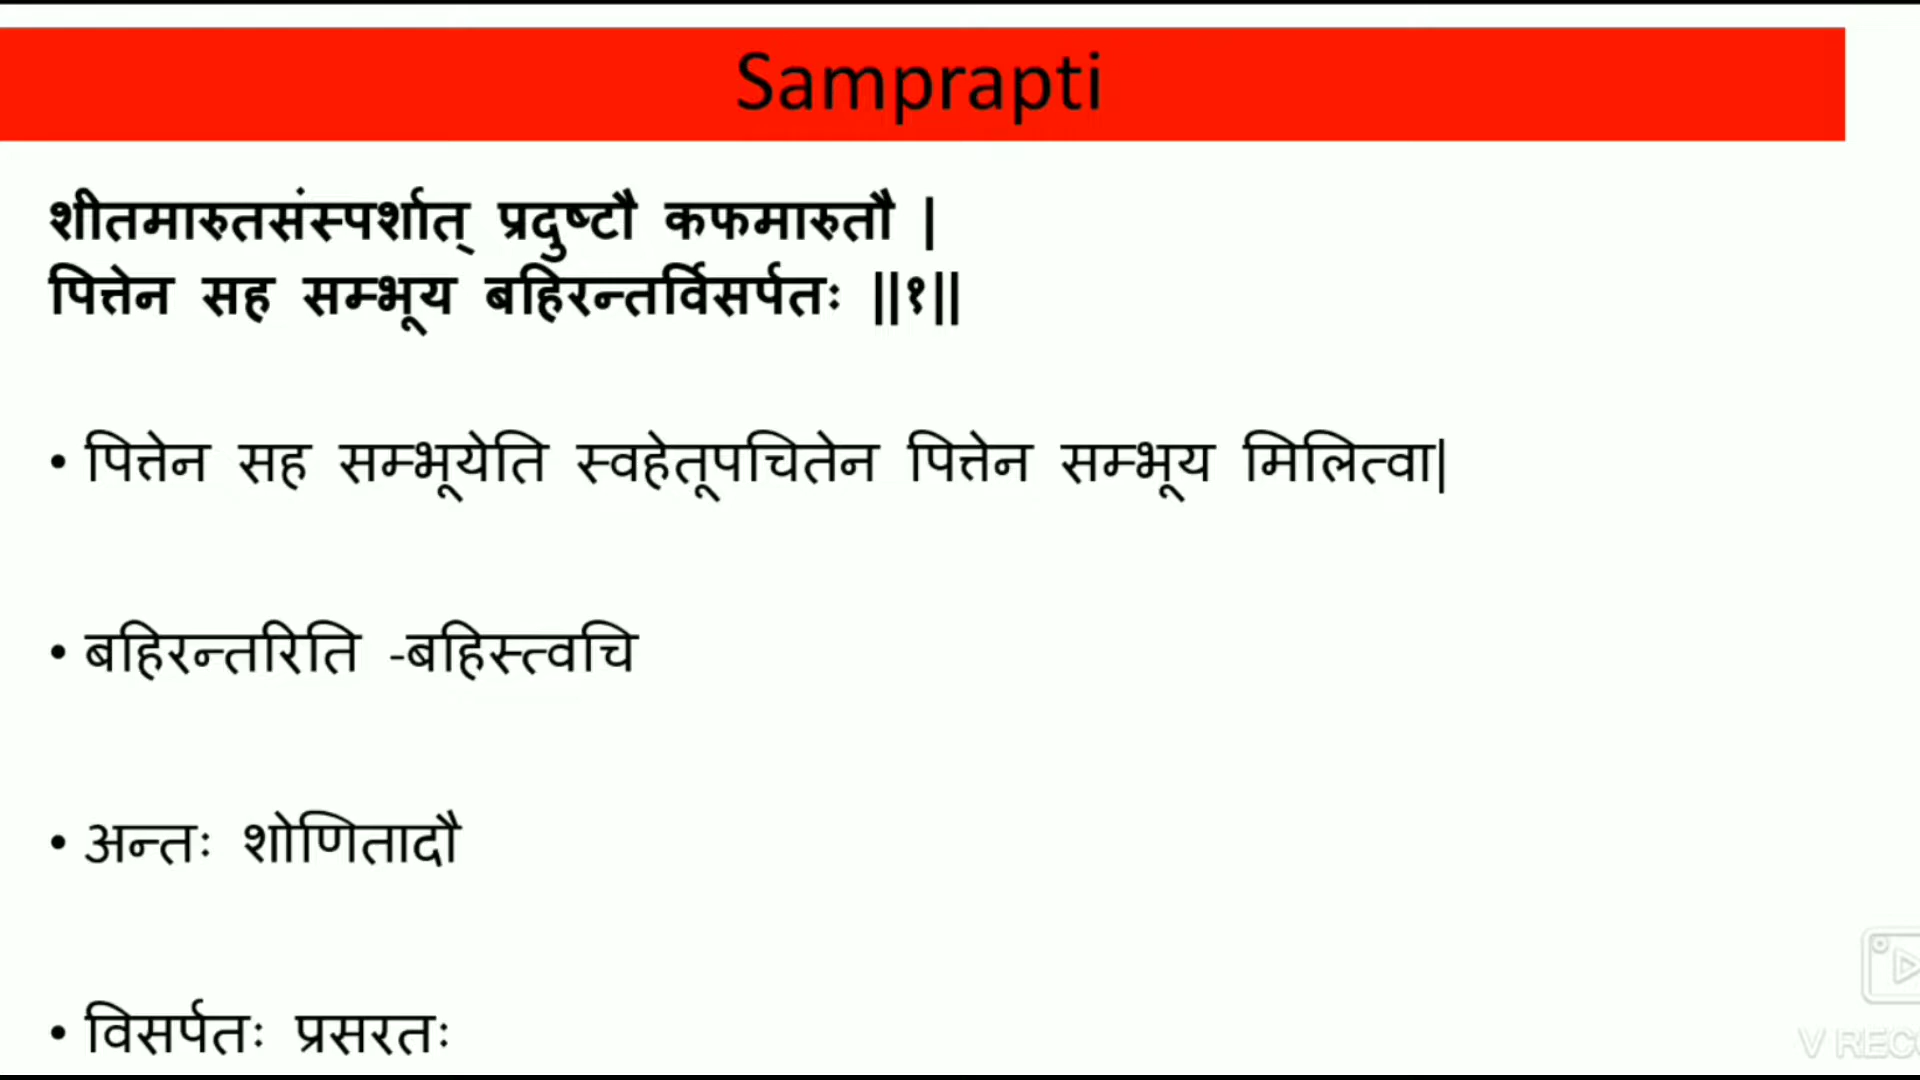 Samprapti
शीतमारुतसंस्पर्शात् प्रदुष्टौ कफमारुतौ |
पित्तेन सह सम्भूय बहिरन्तर्विसर्पतः ||१||
• पित्तेन सह सम्भूयेति स्वहेतूपचितेन पित्तेन सम्भूय मिलित्वा|
• बहिरन्तरिति -बहिस्त्वचि
• अन्तः शोणितादौ
• विसर्पतः प्रसरतः
V REC